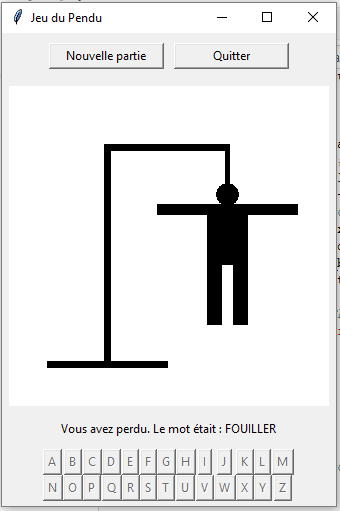 Jeu du Pendu
Nouvelle partie Quitter
Vous avez perdu. Le mot était : FOUILLER
A B C D E F G H I J K L M
N O P Q R S T U V W X Y Z